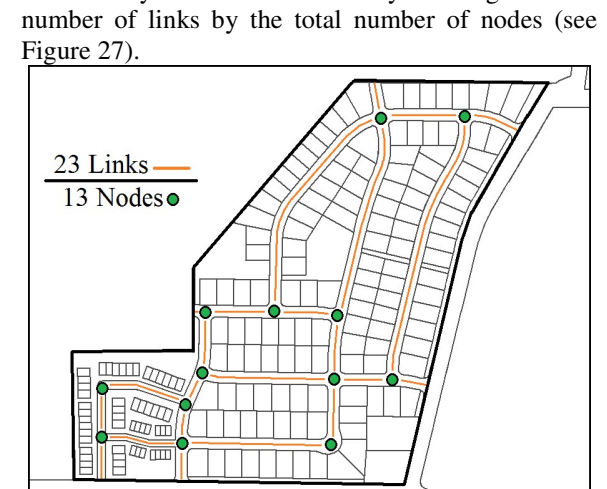 number of links by the total number of nodes (see
Figure 27).
23 Links
13 Nodes